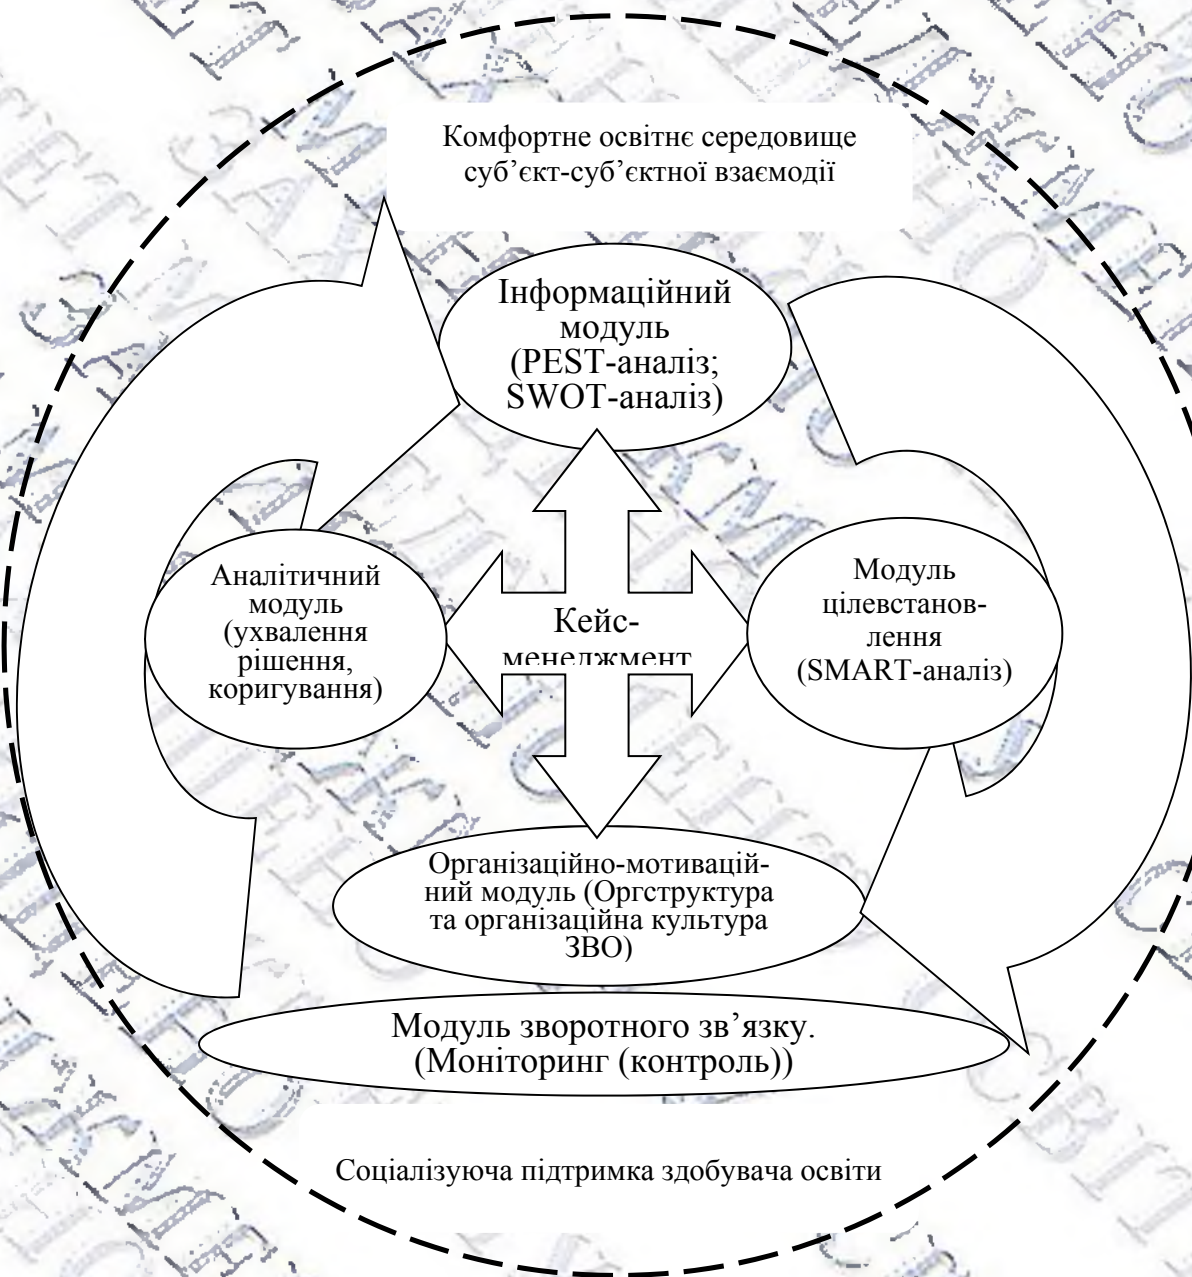 Комфортне освітнє середовище
суб’єкт-суб’єктної взаємодії
Інформаційний
модуль
(PEST-аналіз;
SWOT-аналіз)
Аналітичний
модуль
(ухвалення
рішення,
коригування)
Кейс-
менеджмент
Модуль
цілевстанов-
лення
(SMART-аналіз)
Організаційно-мотивацій-
ний модуль (Оргструктура
та організаційна культура
ЗВО)
Модуль зворотного зв’язку.
(Моніторинг (контроль))
Соціалізуюча підтримка здобувача освіти